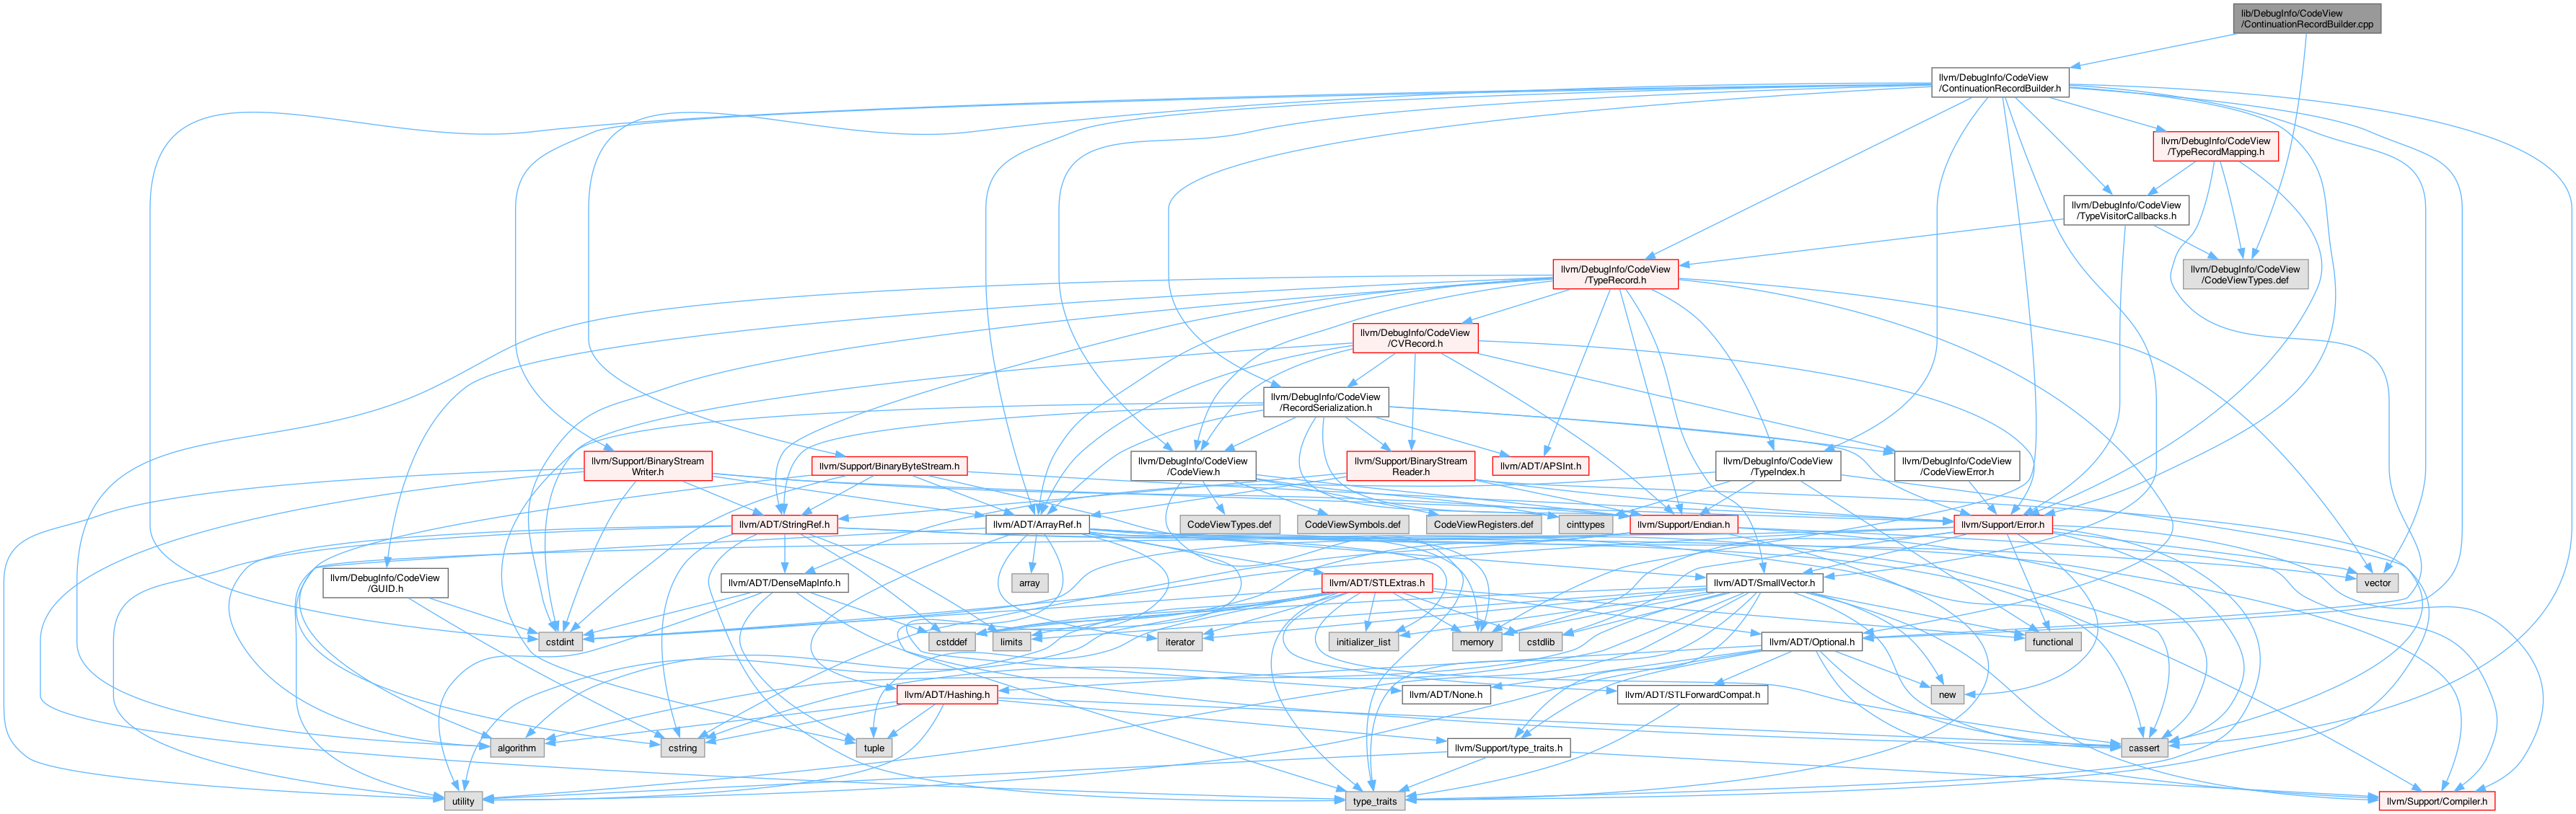 lib/DebugInfo/CodeView
/ContinuationRecordBuilder.cpp
llvm/DebugInfo/CodeView
/ContinuationRecordBuilder.h
llvm/DebugInfo/CodeView
/TypeRecordMapping.h
llvm/DebugInfo/CodeView
/TypeVisitorCallbacks.h
llvm/DebugInfo/CodeView
/TypeRecord.h
llvm/DebugInfo/CodeView
/CodeViewTypes.def
llvm/DebugInfo/CodeView
/CVRecord.h
llvm/DebugInfo/CodeView
/RecordSerialization.h
llvm/Support/BinaryStream
Writer.h
llvm/Support/BinaryByteStream.h
llvm/DebugInfo/CodeView
/CodeView.h
llvm/Support/BinaryStream
Reader.h
llvm/ADT/APSInt.h
llvm/DebugInfo/CodeView
/TypeIndex.h
llvm/DebugInfo/CodeView
/CodeViewError.h
llvm/ADT/StringRef.h
llvm/ADT/ArrayRef.h
CodeViewTypes.def
CodeViewSymbols.def
CodeViewRegisters.def
cinttypes
llvm/Support/Endian.h
llvm/Support/Error.h
llvm/DebugInfo/CodeView
/GUID.h
llvm/ADT/DenseMapInfo.h
array
llvm/ADT/STLExtras.h
llvm/ADT/SmallVector.h
vector
cstdint
cstddef
limits
iterator
initializer_list
memory
cstdlib
llvm/ADT/Optional.h
functional
llvm/ADT/Hashing.h
llvm/ADT/None.h
llvm/ADT/STLForwardCompat.h
new
algorithm
cstring
tuple
llvm/Support/type_traits.h
cassert
utility
type_traits
llvm/Support/Compiler.h